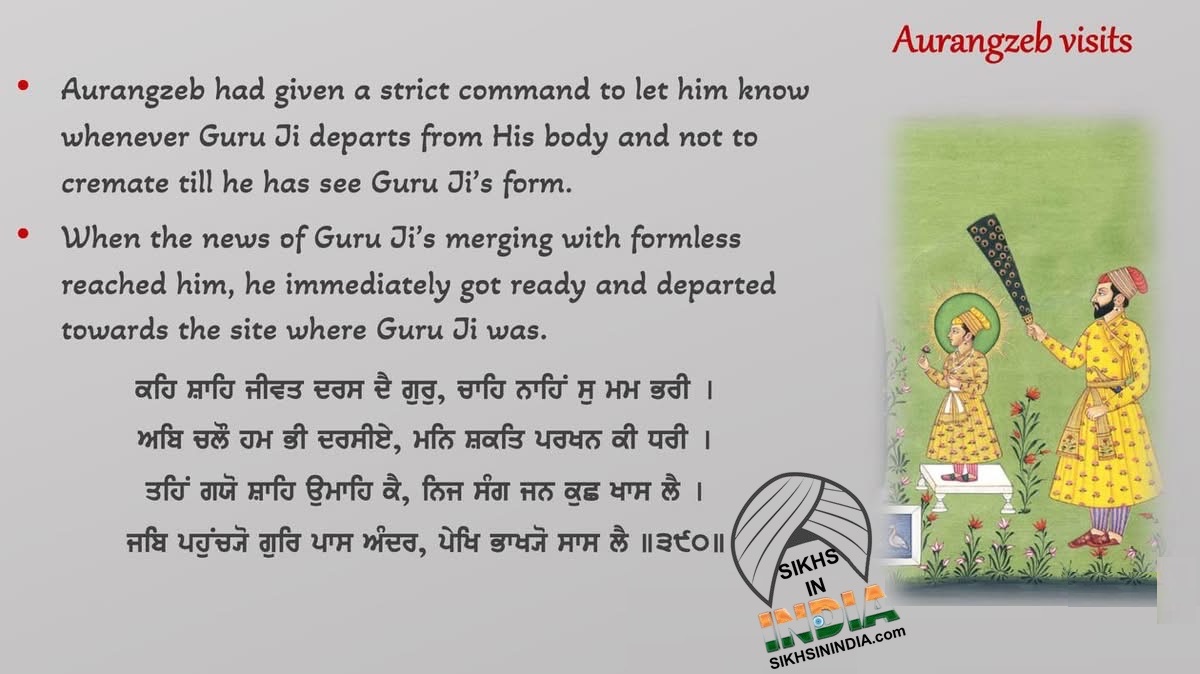 Aurangzeb visits
• Aurangzeb had given a strict command to let him know
whenever Guru Ji departs from His body and not to
cremate till he has see Guru Ji’s form.
• When the news of Guru Ji’s merging with formless
reached him, he immediately got ready and departed
towards the site where Guru Ji was.
ਕਹਿ ਸ਼ਾਹਿ ਜੀਵਤ ਦਰਸ ਦੈ ਗੁਰੁ, ਚਾਹਿ ਨਾਹਿਂ ਸੁ ਮਮ ਭਰੀ ।
ਅਬਿ ਚਲੌ ਹਮ ਭੀ ਦਰਸੀਏ, ਮਨਿ ਸ਼ਕਤਿ ਪਰਖਨ ਕੀ ਧਰੀ ।
ਤਹਿਂ ਗਯੋ ਸ਼ਾਹਿ ਉਮਾਹਿ ਕੈ, ਨਿਜ ਸੰਗ ਜਨ ਕੁਛ ਖਾਸ ਲੈ ।
ਜਬਿ ਪਹੁਂਚ੍ਯੋ ਗੁਰਿ ਪਾਸ ਅੰਦਰ, ਪੇਖਿ ਭਾਖ੍ਯੋ ਸਾਸ ਲੈ ॥੩੯੦॥
SIKHS
IN
INDIA
SIKHSININDIA.com